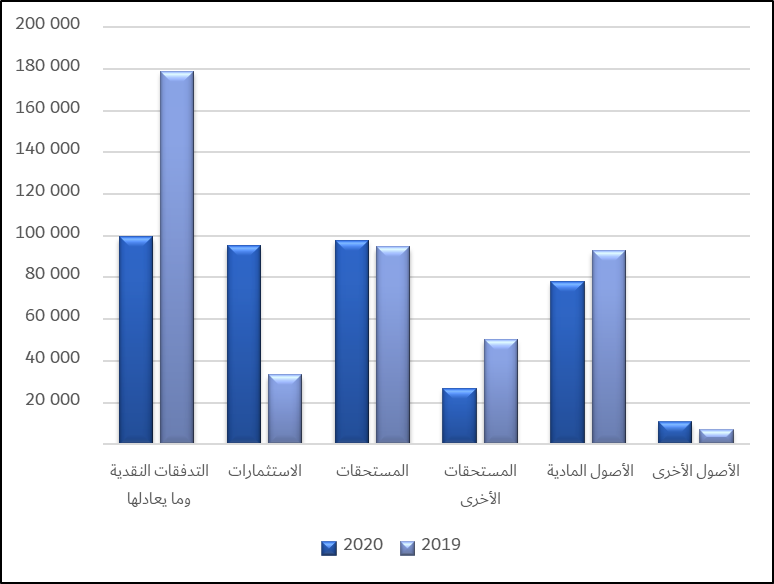 200 000
180 000
160 000
140 000
120 000
100 000
80 000
60 000
40 000
20 000
التدفقات النقدية وما يعادلها
الاستثمارات
المستحقات
المستحقات الأخرى
الأصول المادية
الأصول الأخرى
2020
2019